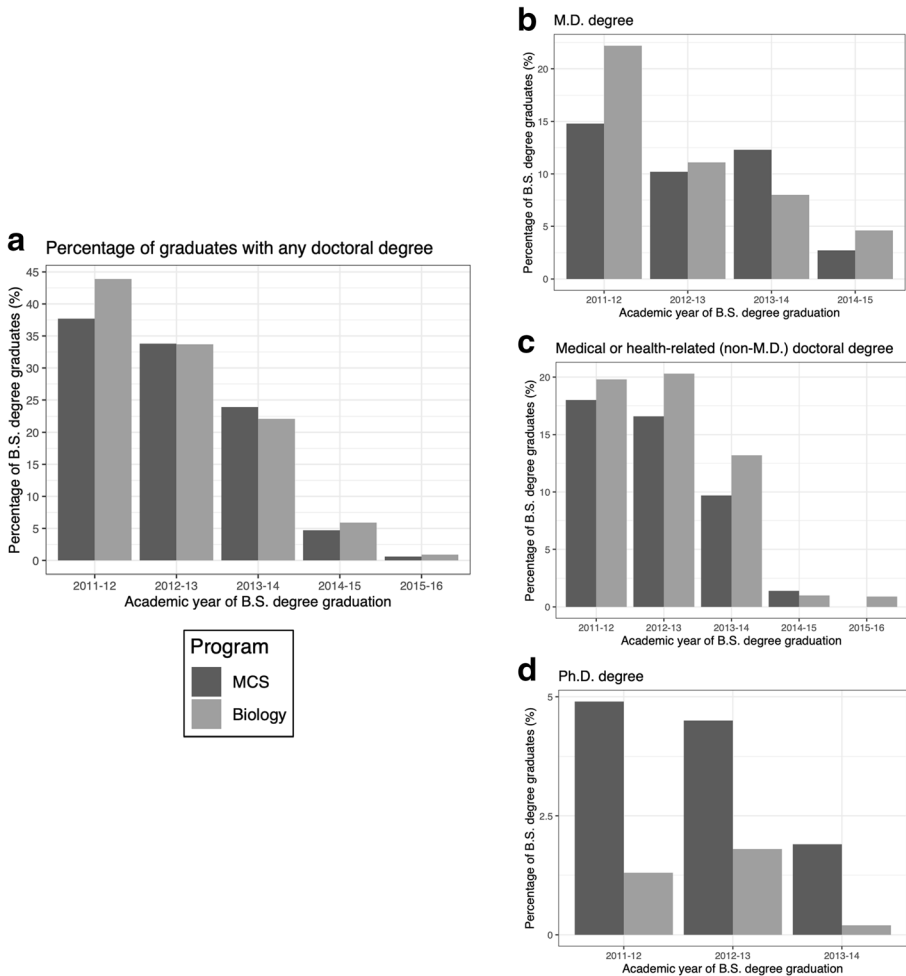 a
Percentage of graduates with any doctoral degree
Percentage of B.S. degree graduates (%)
45
40
35
30
25
20
15
10
5
0
2011-12 2012-13 2013-14 2014-15 2015-16
Academic year of B.S. degree graduation
Program
MCS
Biology
b
M.D. degree
Percentage of B.S. degree graduates (%)
20
15
10
5
0
2011-12 2012-13 2013-14 2014-15
Academic year of B.S. degree graduation
c
Medical or health-related (non-M.D.) doctoral degree
Percentage of B.S. degree graduates (%)
20
15
10
5
0
2011-12 2012-13 2013-14 2014-15 2015-16
Academic year of B.S. degree graduation
d
Ph.D. degree
Percentage of B.S. degree graduates (%)
5
2.5
0
2011-12 2012-13 2013-14
Academic year of B.S. degree graduation